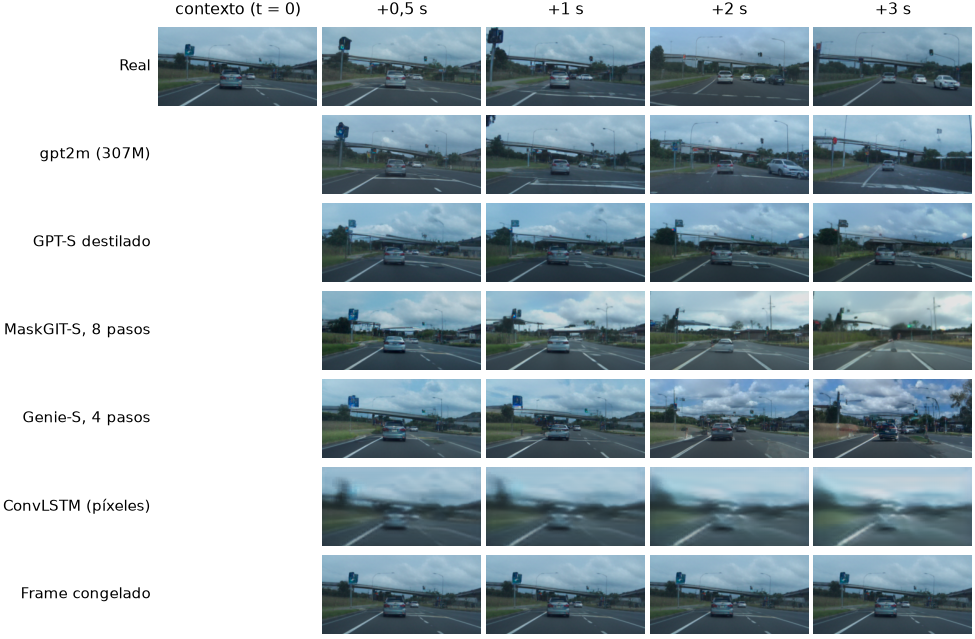 contexto (t = 0) +0,5 s +1 s +2 s +3 s
Real
gpt2m (307M)
GPT-S destilado
MaskGIT-S, 8 pasos
Genie-S, 4 pasos
ConvLSTM (píxeles)
Frame congelado